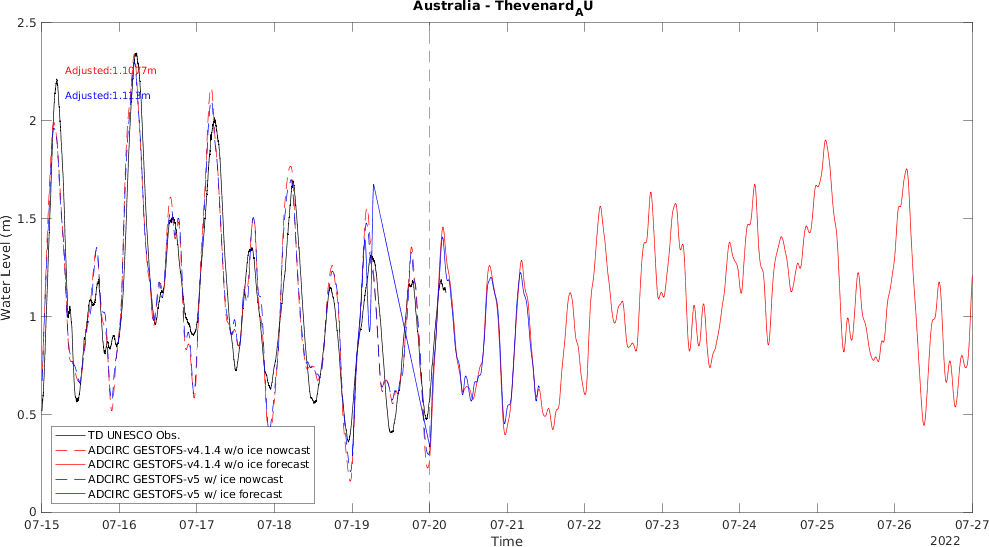 Australia - Thevenard_AU
Adjusted:1.1077m
Adjusted:1.113m
Water Level (m)
2.5
2
1.5
1
0.5
0
TD UNESCO Obs.
ADCIRC GESTOFS-v4.1.4 w/o ice nowcast
ADCIRC GESTOFS-v4.1.4 w/o ice forecast
ADCIRC GESTOFS-v5 w/ ice nowcast
ADCIRC GESTOFS-v5 w/ ice forecast
07-15 07-16 07-17 07-18 07-19 07-20 07-21 07-22 07-23 07-24 07-25 07-26 07-27
Time
2022